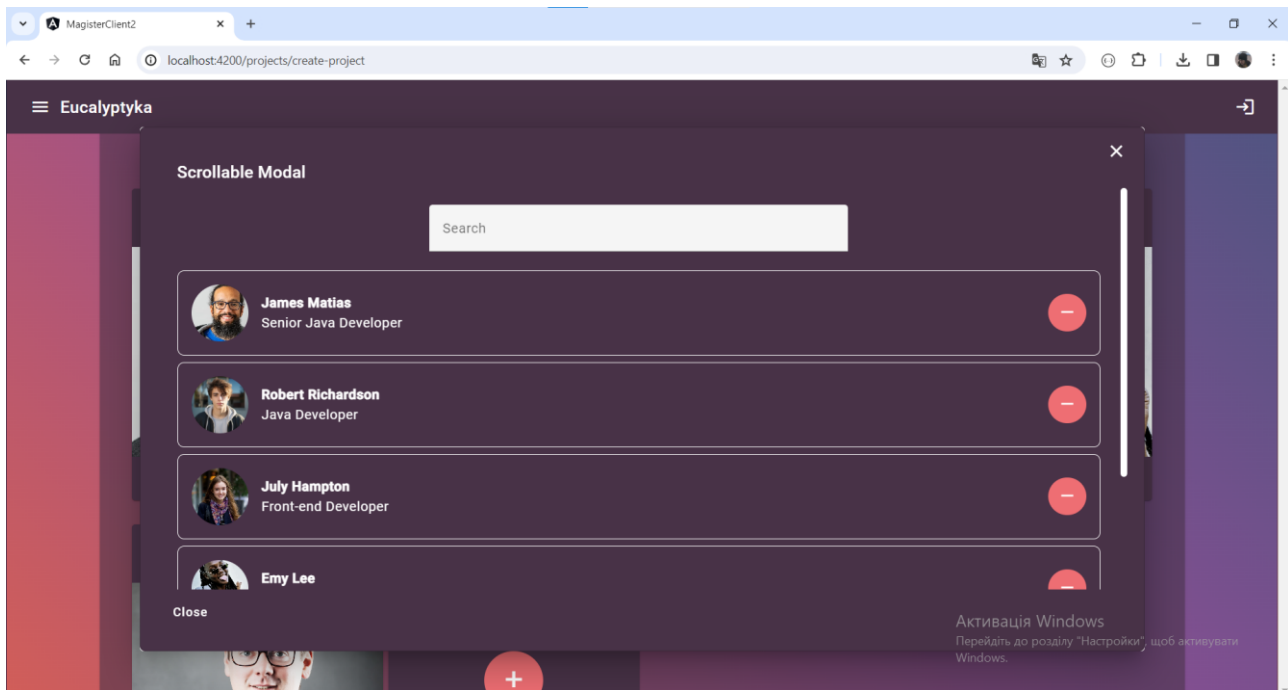 MagisterClient2
localhost:4200/projects/create-project
Eucalyptyka
Scrollable Modal
Search
James Matias
Senior Java Developer
Robert Richardson
Java Developer
July Hampton
Front-end Developer
Emy Lee
Close
Активація Windows
Перейдіть до розділу "Настройки", щоб активувати
Windows.